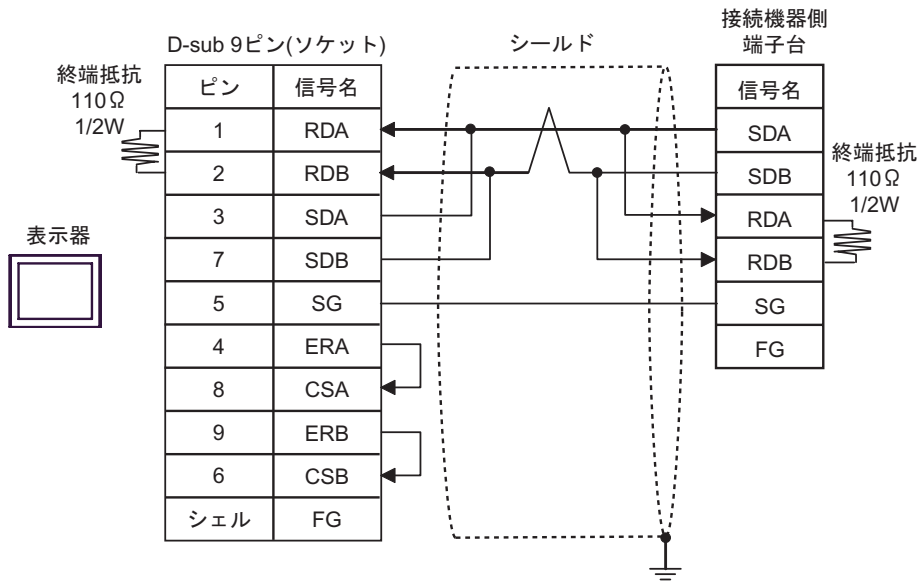 接続機器側
端子台
D-sub 9ピン(ソケット)
シールド
終端抵抗
110Ω
1/2W
ピン 信号名
1 RDA
2 RDB
3 SDA
7 SDB
5 SG
4 ERA
8 CSA
9 ERB
6 CSB
シェル FG
表示器
信号名
SDA
SDB
RDA
RDB
SG
FG
終端抵抗
110Ω
1/2W